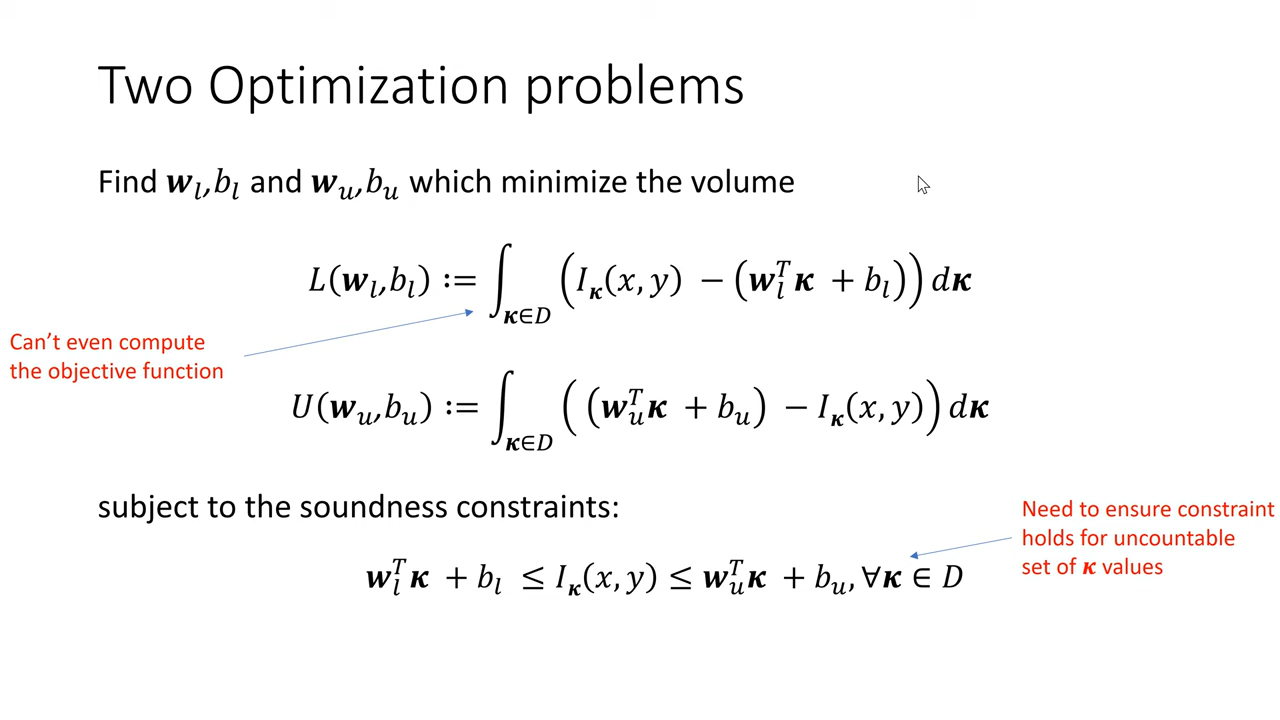 Two Optimization problems
Find 𝒘_l, b_l and 𝒘_u, b_u which minimize the volume
L(𝒘_l, b_l) := ∫_{𝜿∈D} (I_𝜿(x, y) − (𝒘_l^T 𝜿 + b_l)) d𝜿
Can’t even compute
the objective function
U(𝒘_u, b_u) := ∫_{𝜿∈D} ((𝒘_u^T 𝜿 + b_u) − I_𝜿(x, y)) d𝜿
subject to the soundness constraints:
Need to ensure constraint
holds for uncountable
set of 𝜿 values
𝒘_l^T 𝜿 + b_l ≤ I_𝜿(x, y) ≤ 𝒘_u^T 𝜿 + b_u, ∀𝜿 ∈ D